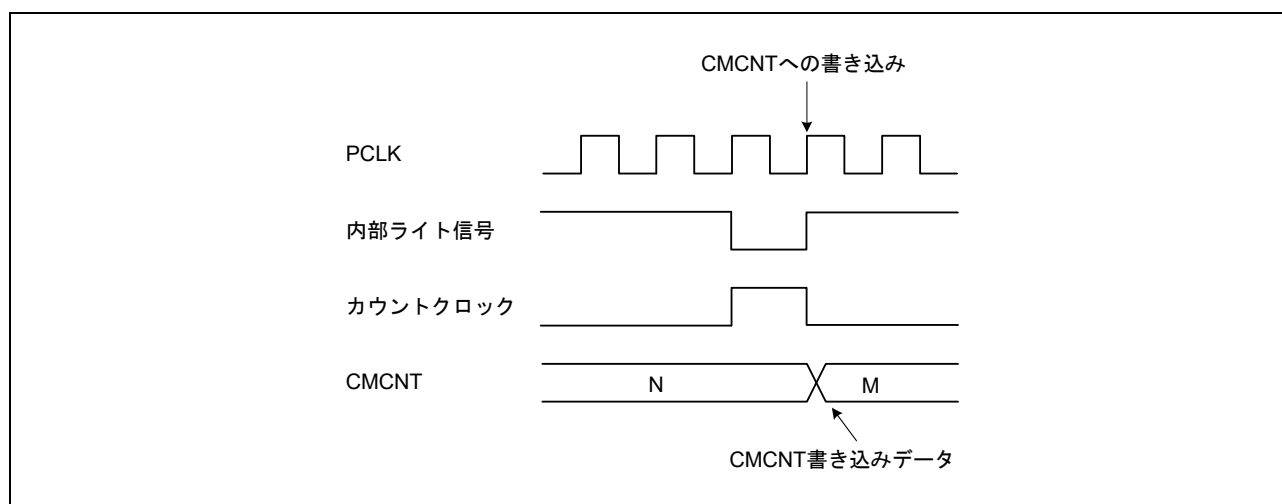 CMCNTへの書き込み
PCLK
内部ライト信号
カウントクロック
CMCNT
N
M
CMCNT書き込みデータ